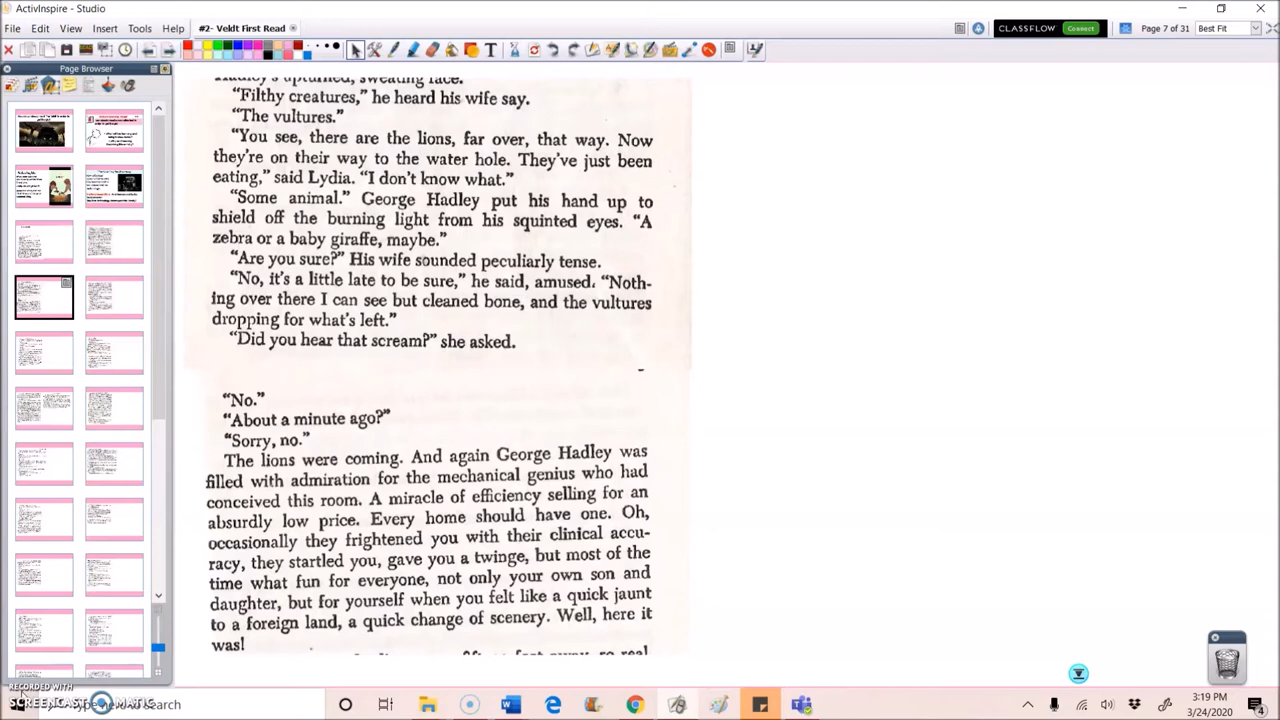 ActivInspire - Studio
File Edit View Insert Tools Help #2- Veldt First Read
CLASSFLOW Connect Page 7 of 31 Best Fit
Page Browser
Hadley's upturned, sweating face.
“Filthy creatures,” he heard his wife say.
“The vultures.”
“You see, there are the lions, far over, that way. Now
they're on their way to the water hole. They've just been
eating,” said Lydia. “I don't know what.”
“Some animal.” George Hadley put his hand up to
shield off the burning light from his squinted eyes. “A
zebra or a baby giraffe, maybe.”
“Are you sure?” His wife sounded peculiarly tense.
“No, it's a little late to be sure,” he said, amused. “Noth-
ing over there I can see but cleaned bone, and the vultures
dropping for what's left.”
“Did you hear that scream?” she asked.
“No.”
“About a minute ago?”
“Sorry, no.”
The lions were coming. And again George Hadley was
filled with admiration for the mechanical genius who had
conceived this room. A miracle of efficiency selling for an
absurdly low price. Every home should have one. Oh,
occasionally they frightened you with their clinical accu-
racy, they startled you, gave you a twinge, but most of the
time what fun for everyone, not only your own son and
daughter, but for yourself when you felt like a quick jaunt
to a foreign land, a quick change of scenery. Well, here it
was!
so real
RECORDED WITH
SCREENCAST MATIC
Type here to search
3:19 PM
3/24/2020
4